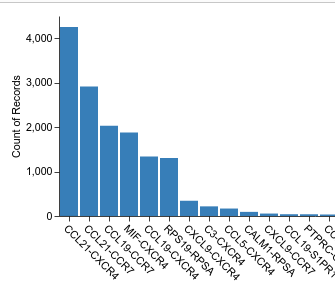 4,000
3,000
2,000
1,000
0
Count of Records
CCL21-CXCR4
CCL21-CCR7
CCL19-CCR7
MIF-CXCR4
CCL19-CXCR4
RPS19-RPSA
CXCL9-CXCR4
C3-CXCR4
CCL5-CXCR4
CALM1-RPSA
CXCL9-CCR7
CCL19-S1PR1
PTPRC-